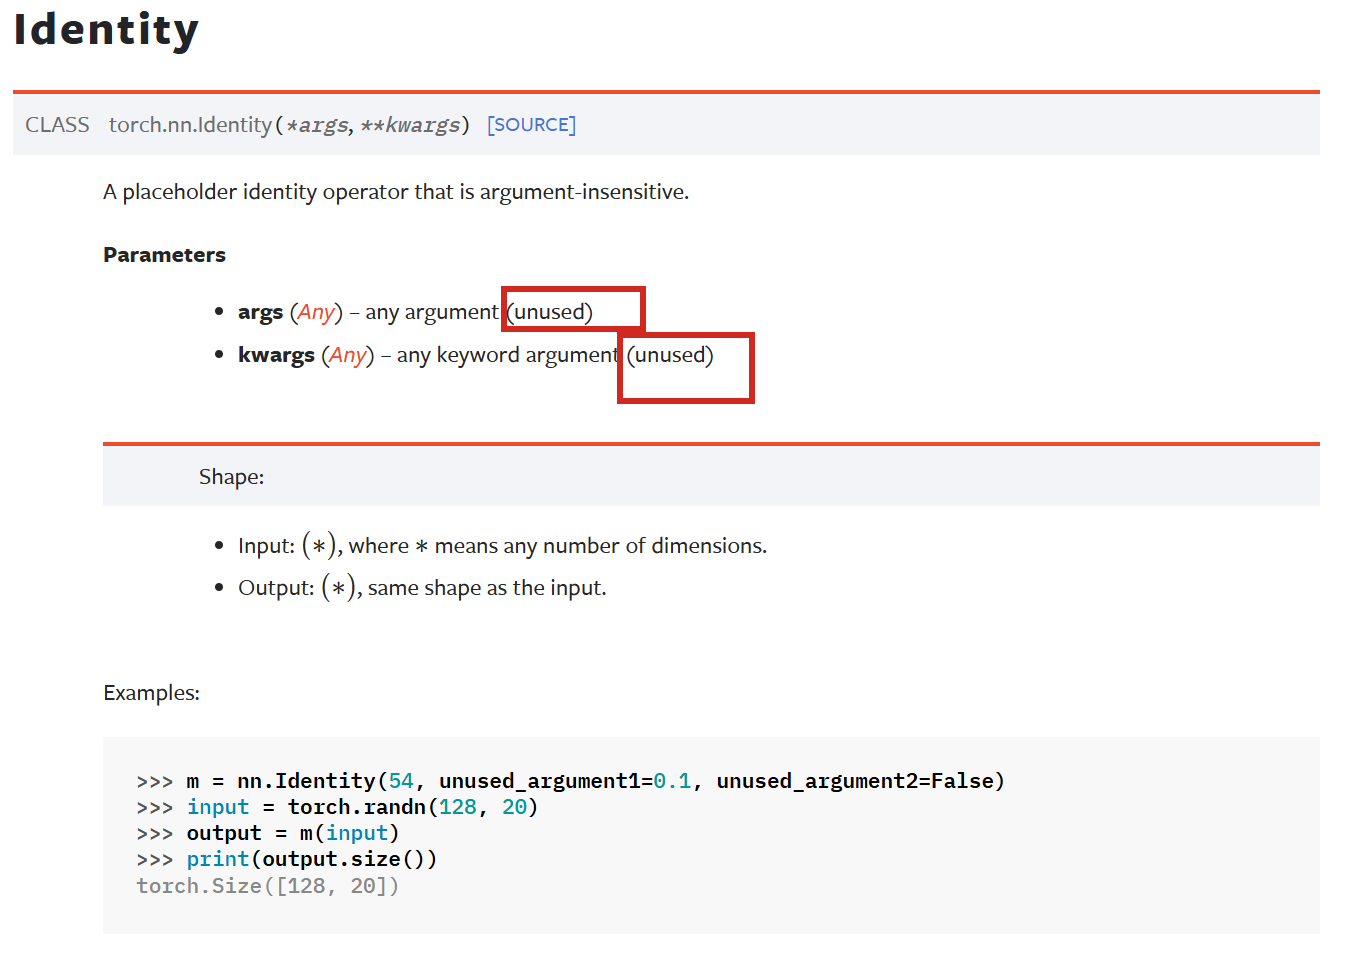 Identity
CLASS torch.nn.Identity(*args, **kwargs) [SOURCE]
A placeholder identity operator that is argument-insensitive.
Parameters
• args (Any) – any argument (unused)
• kwargs (Any) – any keyword argument (unused)
Shape:
• Input: (∗), where ∗ means any number of dimensions.
• Output: (∗), same shape as the input.
Examples:
>>> m = nn.Identity(54, unused_argument1=0.1, unused_argument2=False)
>>> input = torch.randn(128, 20)
>>> output = m(input)
>>> print(output.size())
torch.Size([128, 20])